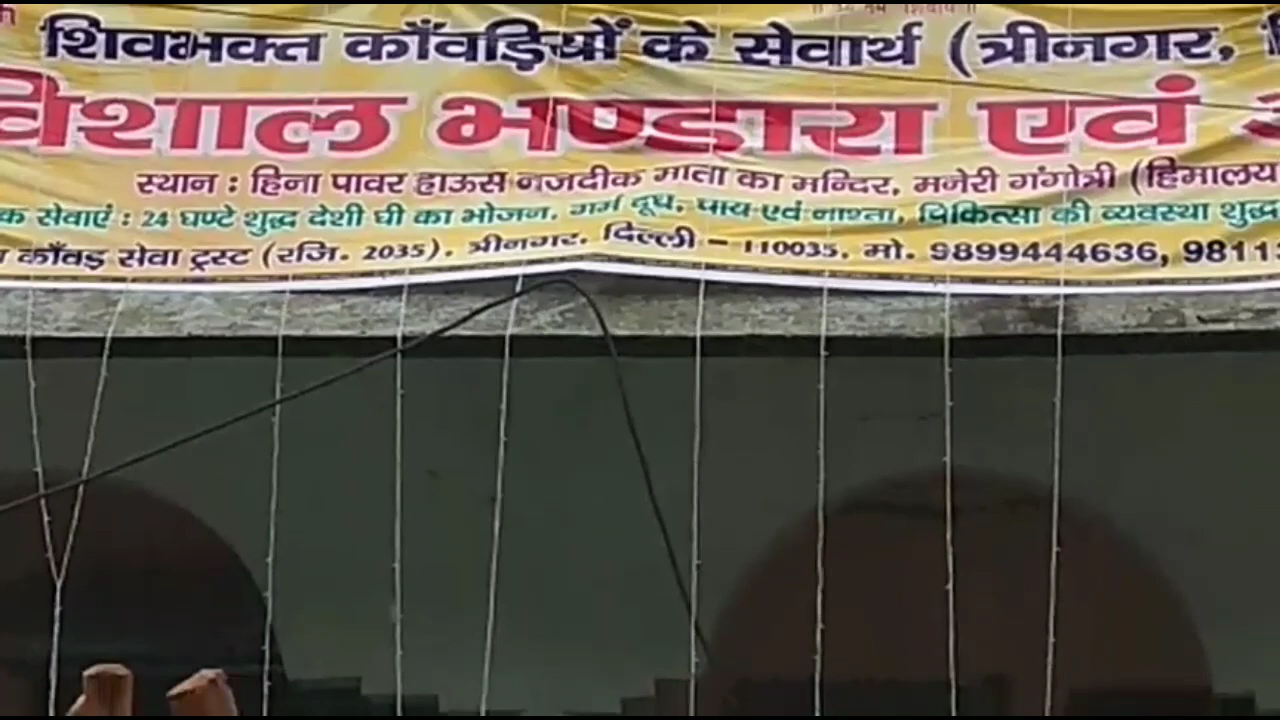 शिवभक्त काँवड़ियों के सेवार्थ (त्रीनगर,
विशाल भण्डारा एवं
स्थान : हिना पावर हाऊस नजदीक माता का मन्दिर, मनेरी गंगोत्री (हिमालय
सेवाएं : 24 घण्टे शुद्ध देशी घी का भोजन, गर्म दूध, चाय एवं नाश्ता, चिकित्सा की व्यवस्था शुद्ध
काँवड़ सेवा ट्रस्ट (रजि. 2035), त्रीनगर, दिल्ली – 110035, मो. 9899444636, 9811